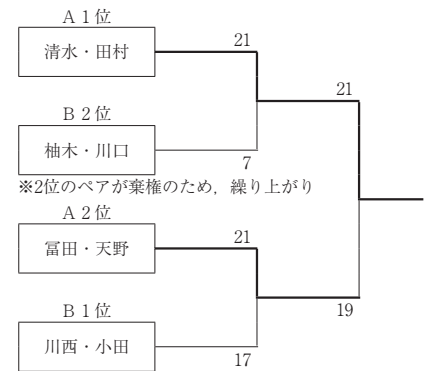 A1位
清水・田村
21
21
B2位
柚木・川口
7
※2位のペアが棄権のため，繰り上がり
A2位
冨田・天野
21
19
B1位
川西・小田
17